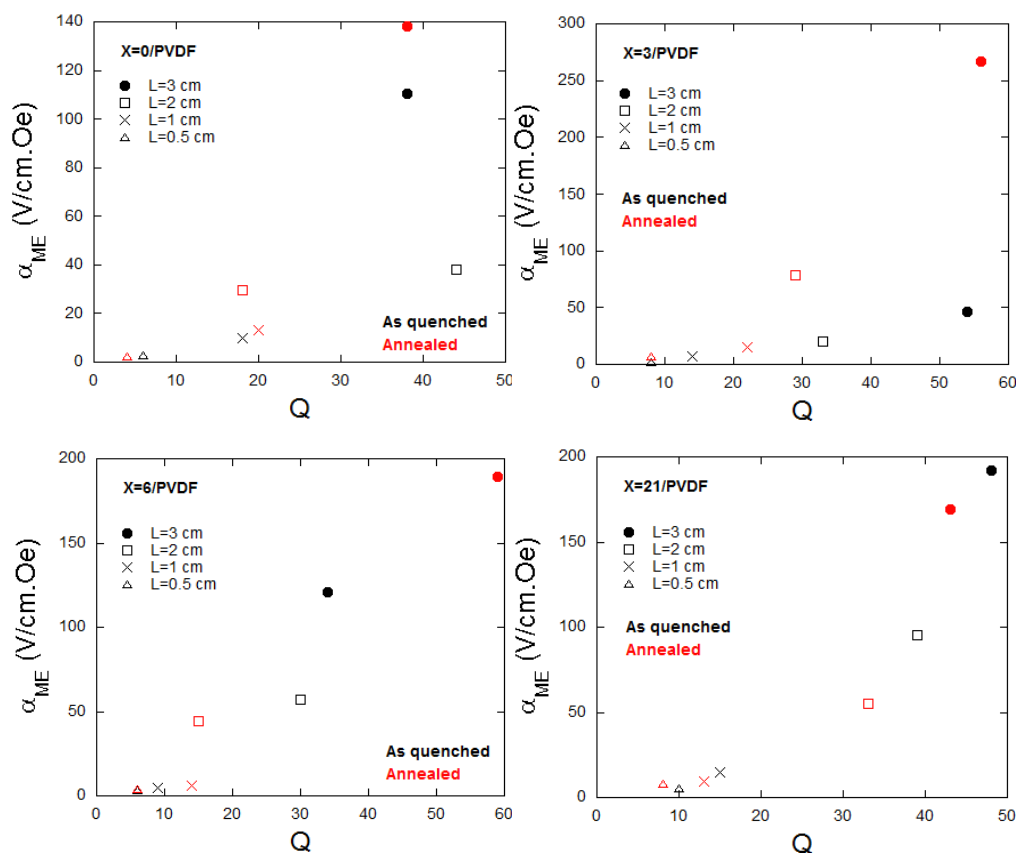 X=0/PVDF
L=3 cm
L=2 cm
L=1 cm
L=0.5 cm
As quenched
Annealed
140
120
100
80
60
40
20
0
0 10 20 30 40 50
α_ME (V/cm.Oe)
Q
X=3/PVDF
L=3 cm
L=2 cm
L=1 cm
L=0.5 cm
As quenched
Annealed
300
250
200
150
100
50
0
0 10 20 30 40 50 60
α_ME (V/cm.Oe)
Q
X=6/PVDF
L=3 cm
L=2 cm
L=1 cm
L=0.5 cm
As quenched
Annealed
200
150
100
50
0
0 10 20 30 40 50 60
α_ME (V/cm.Oe)
Q
X=21/PVDF
L=3 cm
L=2 cm
L=1 cm
L=0.5 cm
As quenched
Annealed
200
150
100
50
0
0 10 20 30 40 50
α_ME (V/cm.Oe)
Q